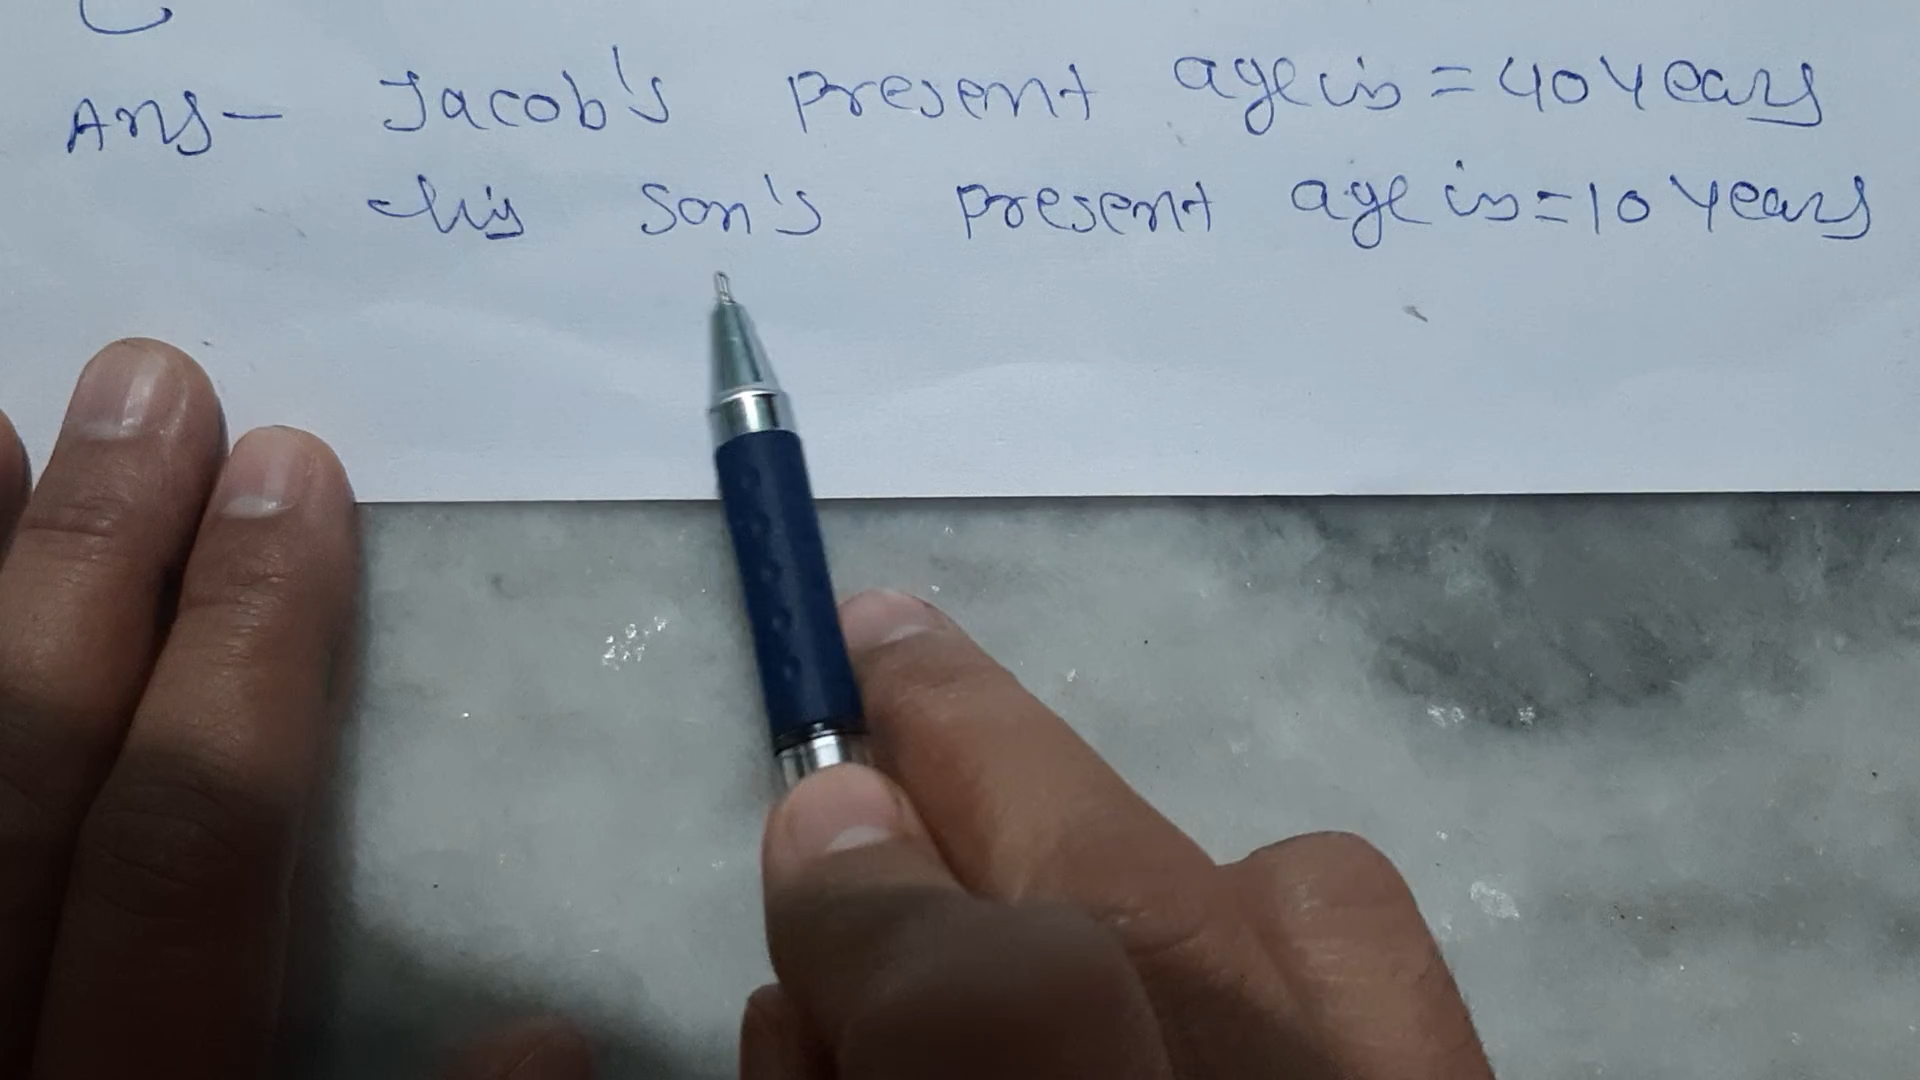 Ans- Jacob's present age is = 40 Years
his son's present age is = 10 Years